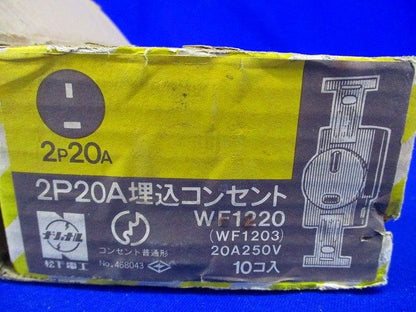 2P20A
2P20A埋込コンセント
WF1220
(WF1203)
20A250V
10コ入
ナショナル
松下電工
コンセント普通形
No.468043